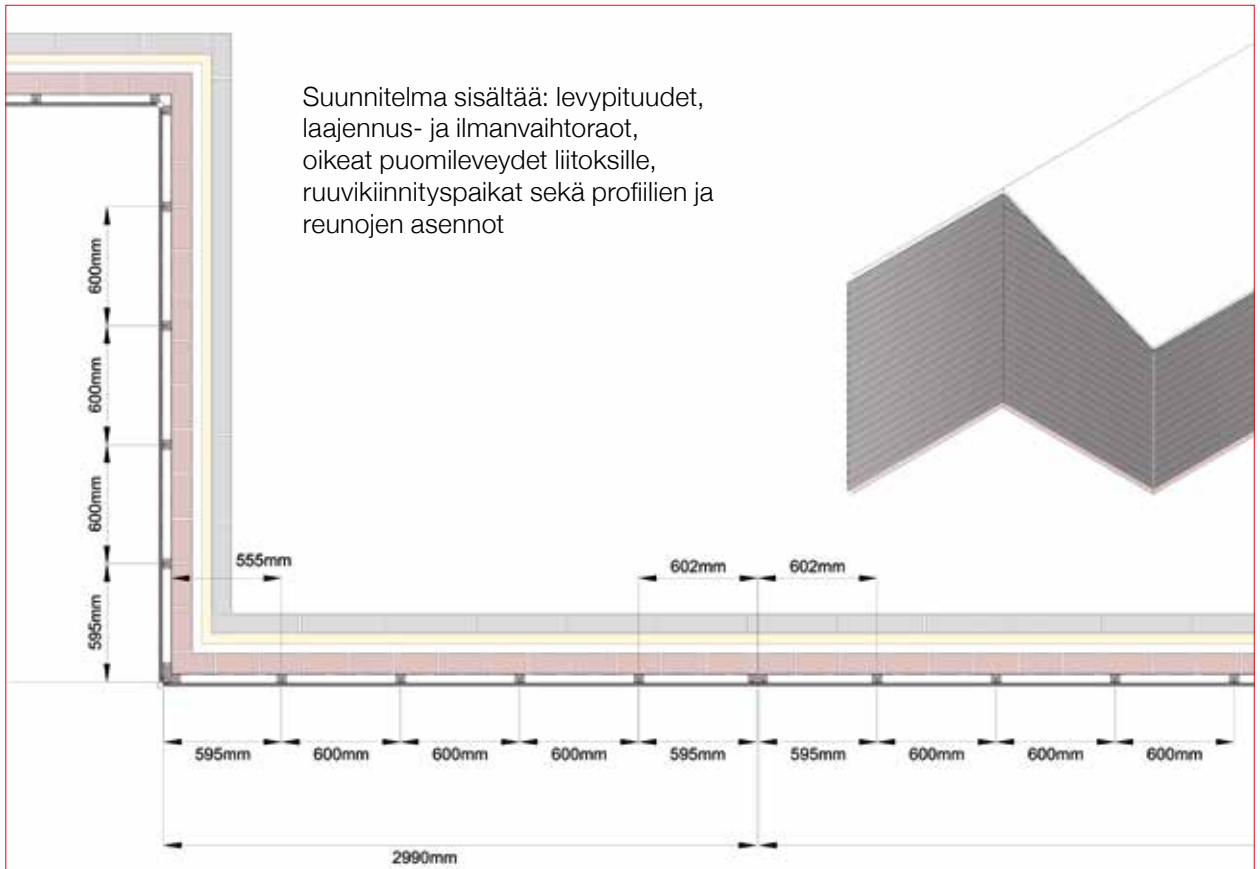 Suunnitelma sisältää: levypituudet,
laajennus- ja ilmanvaihtoraot,
oikeat puomileveydet liitoksille,
ruuvikiinnityspaikat sekä profiilien ja
reunojen asennot
600mm
600mm
600mm
595mm
555mm
602mm
602mm
595mm
600mm
600mm
600mm
595mm
595mm
600mm
600mm
600mm
2990mm